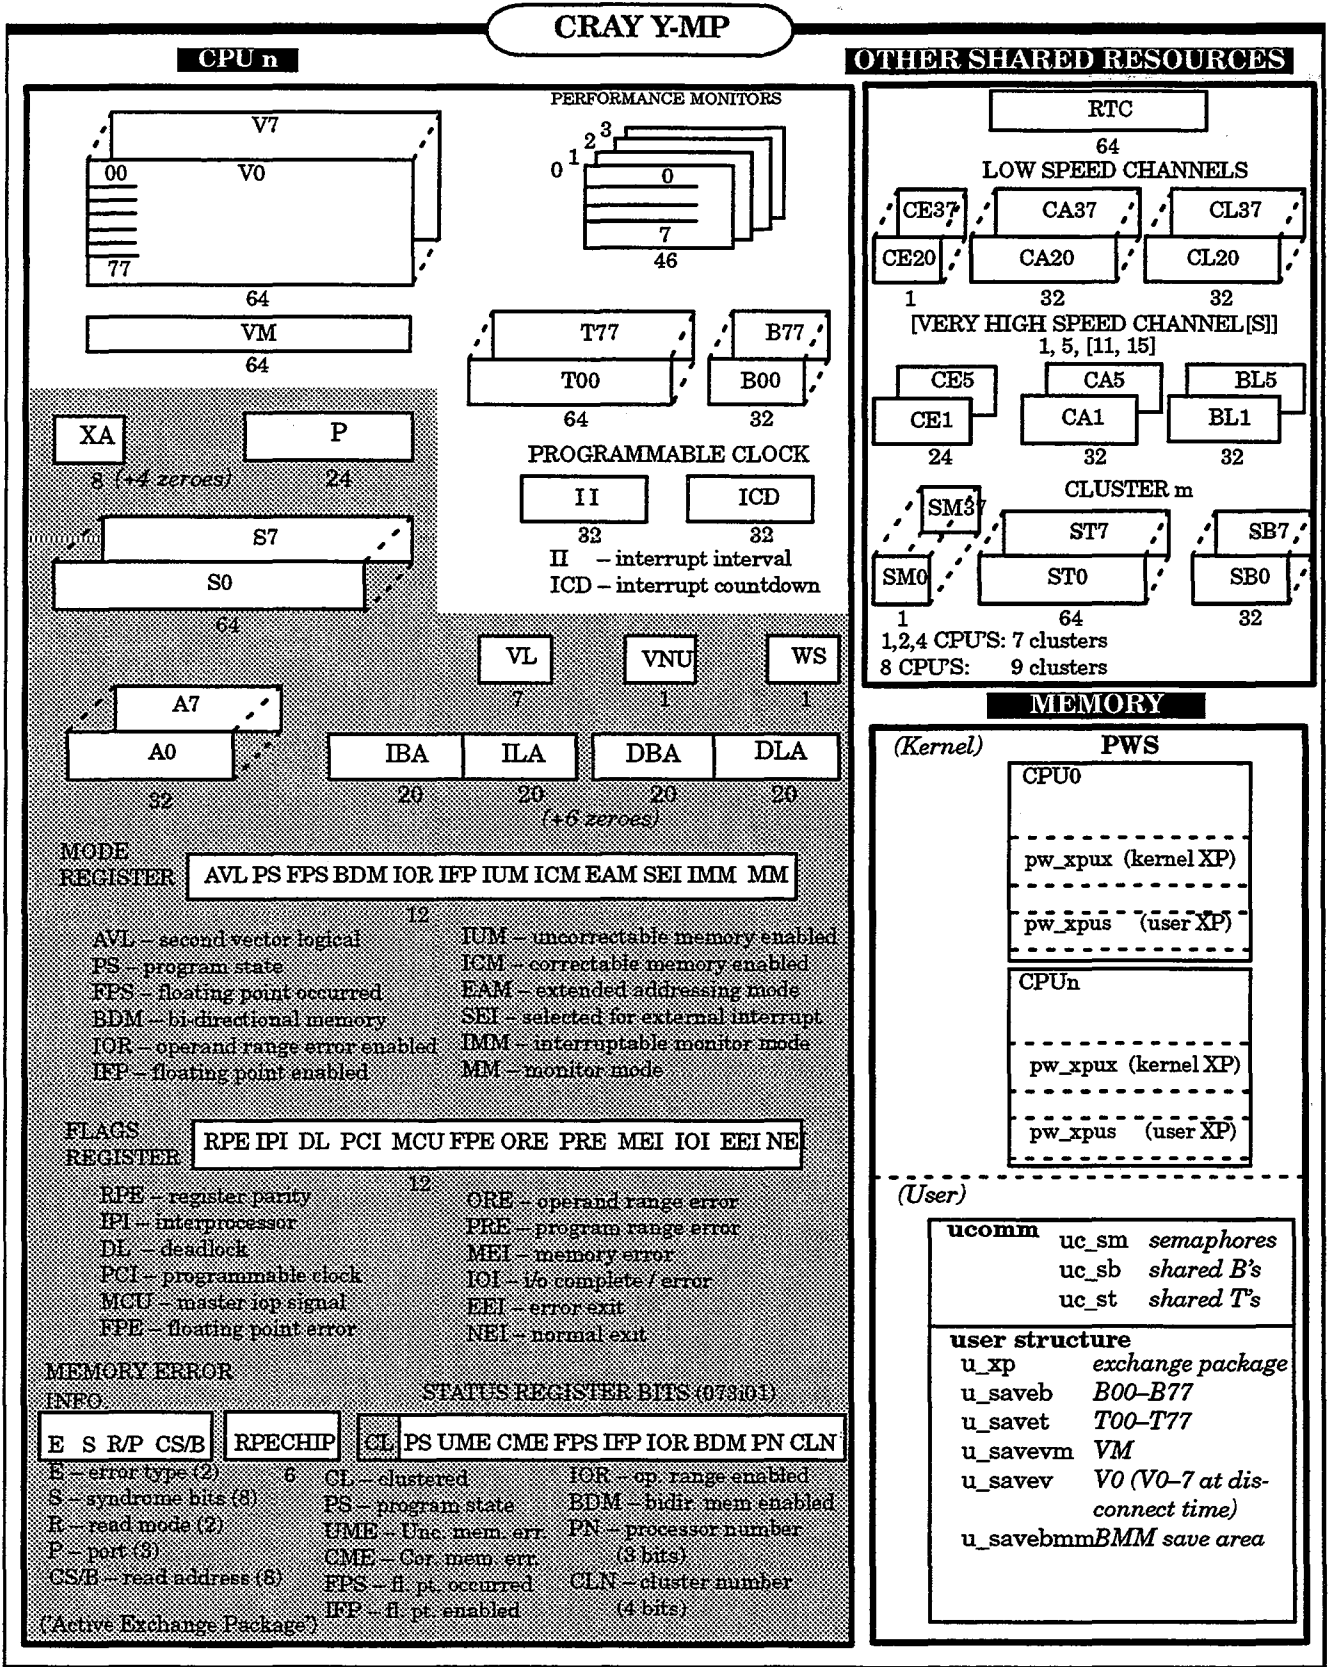 CRAY Y-MP
CPU n
PERFORMANCE MONITORS
V7
00 V0
77
64
VM
64
0 1 2 3
0
7
46
T77
T00
64
B77
B00
32
XA
8 (+4 zeroes)
P
24
PROGRAMMABLE CLOCK
II
32
ICD
32
II – interrupt interval
ICD – interrupt countdown
S7
S0
64
VL
7
VNU
1
WS
1
A7
A0
32
IBA ILA DBA DLA
20 20 20 20
(+6 zeroes)
MODE
REGISTER
AVL PS FPS BDM IOR IFP IUM ICM EAM SEI IMM MM
12
AVL – second vector logical
PS – program state
FPS – floating point occurred
BDM – bi-directional memory
IOR – operand range error enabled
IFP – floating point enabled
IUM – uncorrectable memory enabled
ICM – correctable memory enabled
EAM – extended addressing mode
SEI – selected for external interrupt
IMM – interruptable monitor mode
MM – monitor mode
FLAGS
REGISTER
RPE IPI DL PCI MCU FPE ORE PRE MEI IOI EEI NEI
12
RPE – register parity
IPI – interprocessor
DL – deadlock
PCI – programmable clock
MCU – master iop signal
FPE – floating point error
ORE – operand range error
PRE – program range error
MEI – memory error
IOI – i/o complete / error
EEI – error exit
NEI – normal exit
MEMORY ERROR
INFO
E S R/P CS/B
E – error type (2)
S – syndrome bits (8)
R – read mode (2)
P – port (3)
CS/B – read address (8)
('Active Exchange Package')
RPECHIP
6
STATUS REGISTER BITS (073i01)
CL PS UME CME FPS IFP IOR BDM PN CLN
CL – clustered
PS – program state
UME – Unc. mem. err.
CME – Cor. mem. err.
FPS – fl. pt. occurred
IFP – fl. pt. enabled
IOR – op. range enabled
BDM – bidir. mem enabled
PN – processor number
(3 bits)
CLN – cluster number
(4 bits)
OTHER SHARED RESOURCES
RTC
64
LOW SPEED CHANNELS
CE37 CA37 CL37
CE20 CA20 CL20
1 32 32
[VERY HIGH SPEED CHANNEL[S]]
1, 5, [11, 15]
CE5 CA5 BL5
CE1 CA1 BL1
24 32 32
CLUSTER m
SM37 ST7 SB7
SM0 ST0 SB0
1 64 32
1,2,4 CPU'S: 7 clusters
8 CPU'S: 9 clusters
MEMORY
(Kernel) PWS
CPU0
pw_xpux (kernel XP)
pw_xpus (user XP)
CPUn
pw_xpux (kernel XP)
pw_xpus (user XP)
(User)
ucomm
uc_sm semaphores
uc_sb shared B's
uc_st shared T's
user structure
u_xp exchange package
u_saveb B00–B77
u_savet T00–T77
u_savevm VM
u_savev V0 (V0–7 at dis-
connect time)
u_savebmm BMM save area